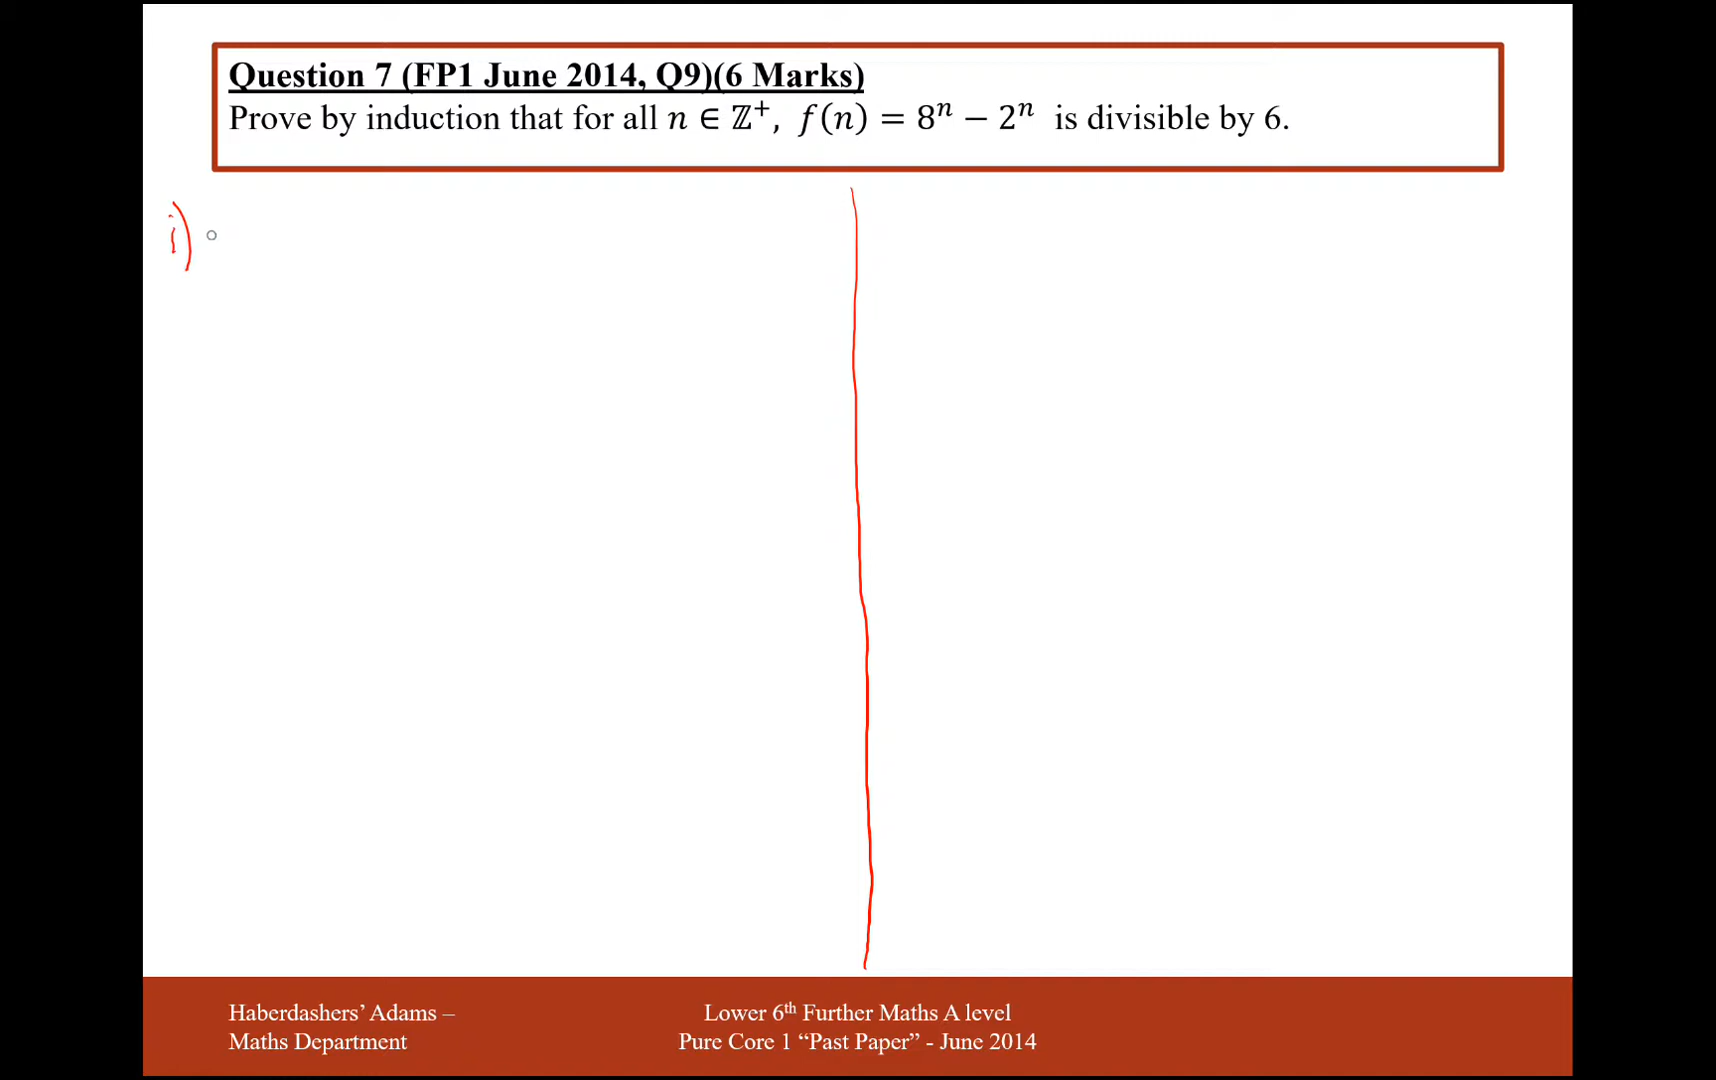 Question 7 (FP1 June 2014, Q9)(6 Marks)
Prove by induction that for all n ∈ ℤ⁺, f(n) = 8ⁿ − 2ⁿ is divisible by 6.
i)
Haberdashers’ Adams –
Maths Department
Lower 6th Further Maths A level
Pure Core 1 “Past Paper” - June 2014